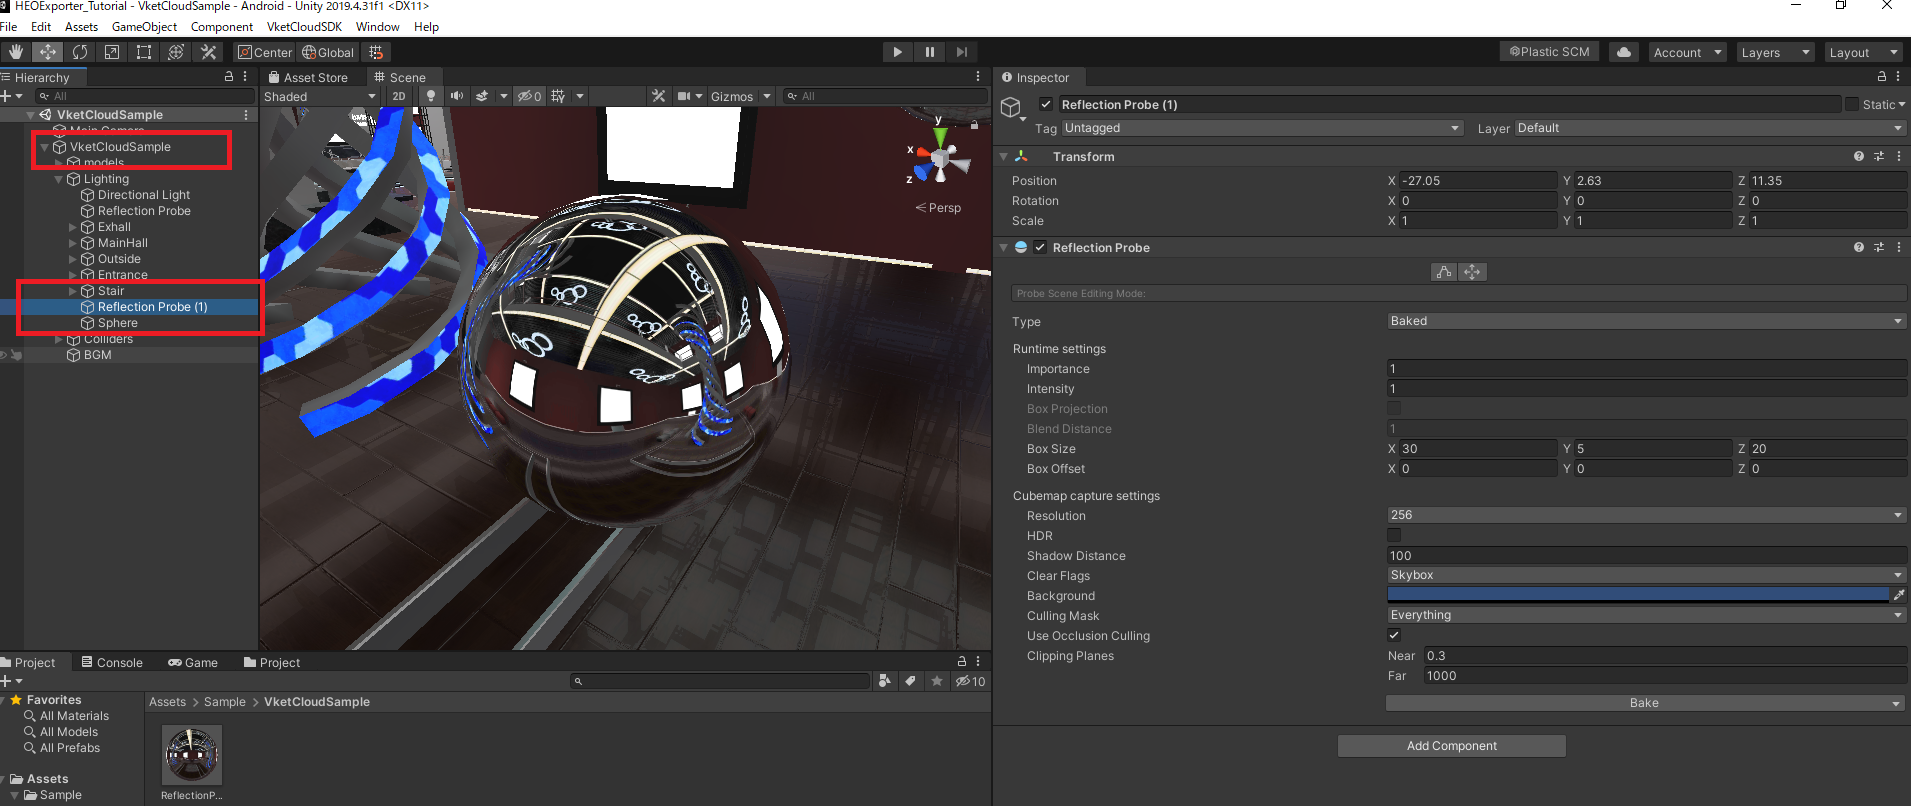 HEOExporter_Tutorial - VketCloudSample - Android - Unity 2019.4.31f1 <DX11>
File Edit Assets GameObject Component VketCloudSDK Window Help
Center Global Plastic SCM Account Layers Layout
Hierarchy
All
VketCloudSample
Main Camera
VketCloudSample
models
Lighting
Directional Light
Reflection Probe
Exhall
MainHall
Outside
Entrance
Stair
Reflection Probe (1)
Sphere
Colliders
BGM
Asset Store Scene
Shaded 2D 0 Gizmos All
y
x
z
Persp
Inspector
Reflection Probe (1) Static
Tag Untagged Layer Default
Transform
Position X -27.05 Y 2.63 Z 11.35
Rotation X 0 Y 0 Z 0
Scale X 1 Y 1 Z 1
Reflection Probe
Probe Scene Editing Mode:
Type Baked
Runtime settings
Importance 1
Intensity 1
Box Projection
Blend Distance 1
Box Size X 30 Y 5 Z 20
Box Offset X 0 Y 0 Z 0
Cubemap capture settings
Resolution 256
HDR
Shadow Distance 100
Clear Flags Skybox
Background
Culling Mask Everything
Use Occlusion Culling
Clipping Planes Near 0.3
Far 1000
Bake
Add Component
Project Console Game Project
10
Favorites
All Materials
All Models
All Prefabs
Assets
Sample
Assets > Sample > VketCloudSample
ReflectionP...